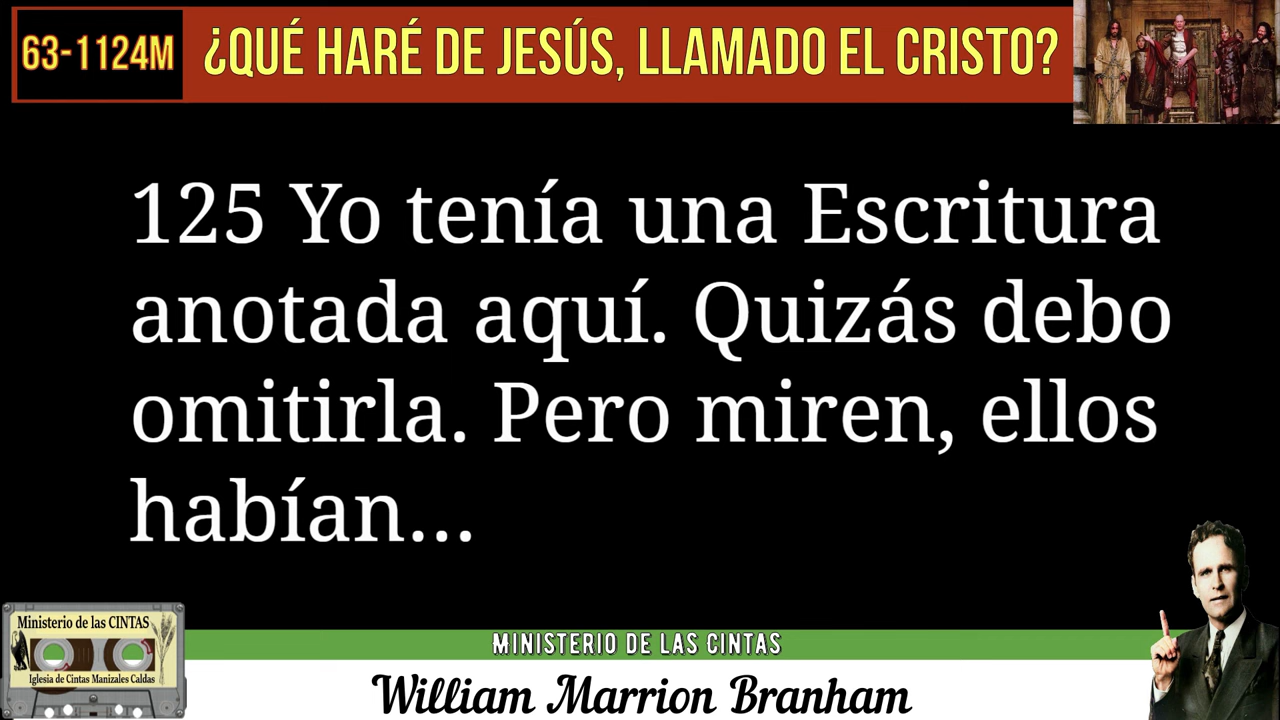 63-1124M ¿QUÉ HARÉ DE JESÚS, LLAMADO EL CRISTO?
125 Yo tenía una Escritura
anotada aquí. Quizás debo
omitirla. Pero miren, ellos
habían...
Ministerio de las CINTAS
Iglesia de Cintas Manizales Caldas
MINISTERIO DE LAS CINTAS
William Marrion Branham